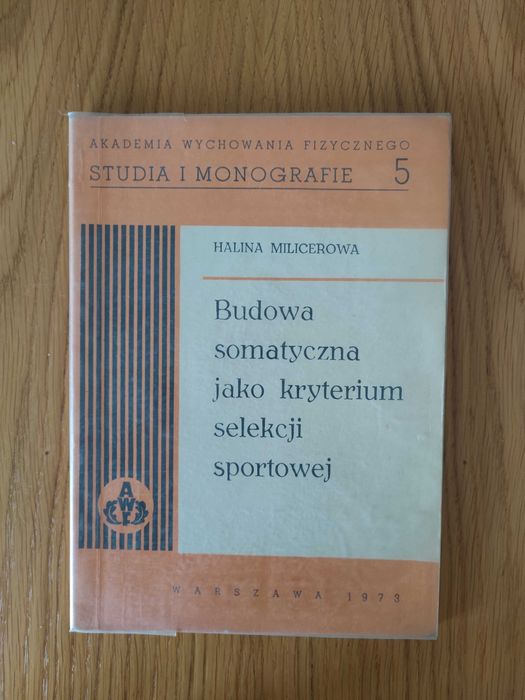 AKADEMIA WYCHOWANIA FIZYCZNEGO
STUDIA I MONOGRAFIE 5
HALINA MILICEROWA
Budowa
somatyczna
jako kryterium
selekcji
sportowej
AWF
WARSZAWA 1973